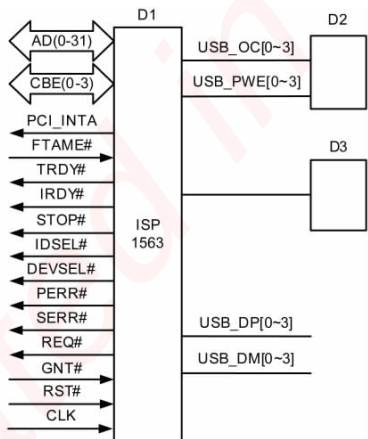 D1
D2
AD(0-31)
USB_OC[0~3]
CBE(0-3)
USB_PWE[0~3]
PCI_INTA
FTAME#
D3
TRDY#
IRDY#
STOP#
ISP
1563
IDSEL#
DEVSEL#
PERR#
SERR#
USB_DP[0~3]
REQ#
USB_DM[0~3]
GNT#
RST#
CLK